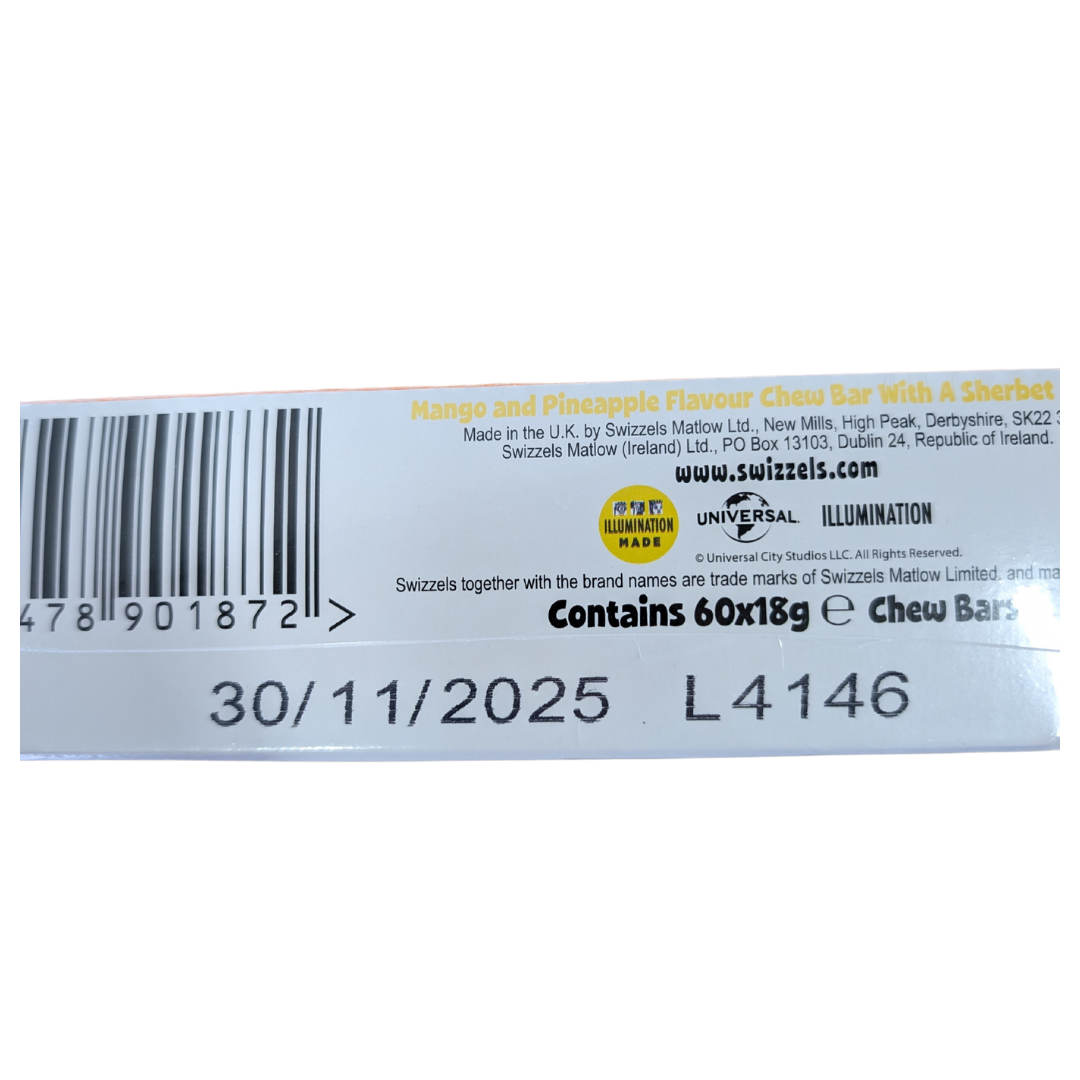 Mango and Pineapple Flavour Chew Bar With A Sherbet
Made in the U.K. by Swizzels Matlow Ltd., New Mills, High Peak, Derbyshire, SK22
Swizzels Matlow (Ireland) Ltd., PO Box 13103, Dublin 24, Republic of Ireland.
www.swizzels.com
ILLUMINATION
MADE
UNIVERSAL
ILLUMINATION
© Universal City Studios LLC. All Rights Reserved.
Swizzels together with the brand names are trade marks of Swizzels Matlow Limited. and
Contains 60x18g ℮ Chew Bars
478 901872 >
30/11/2025 L4146